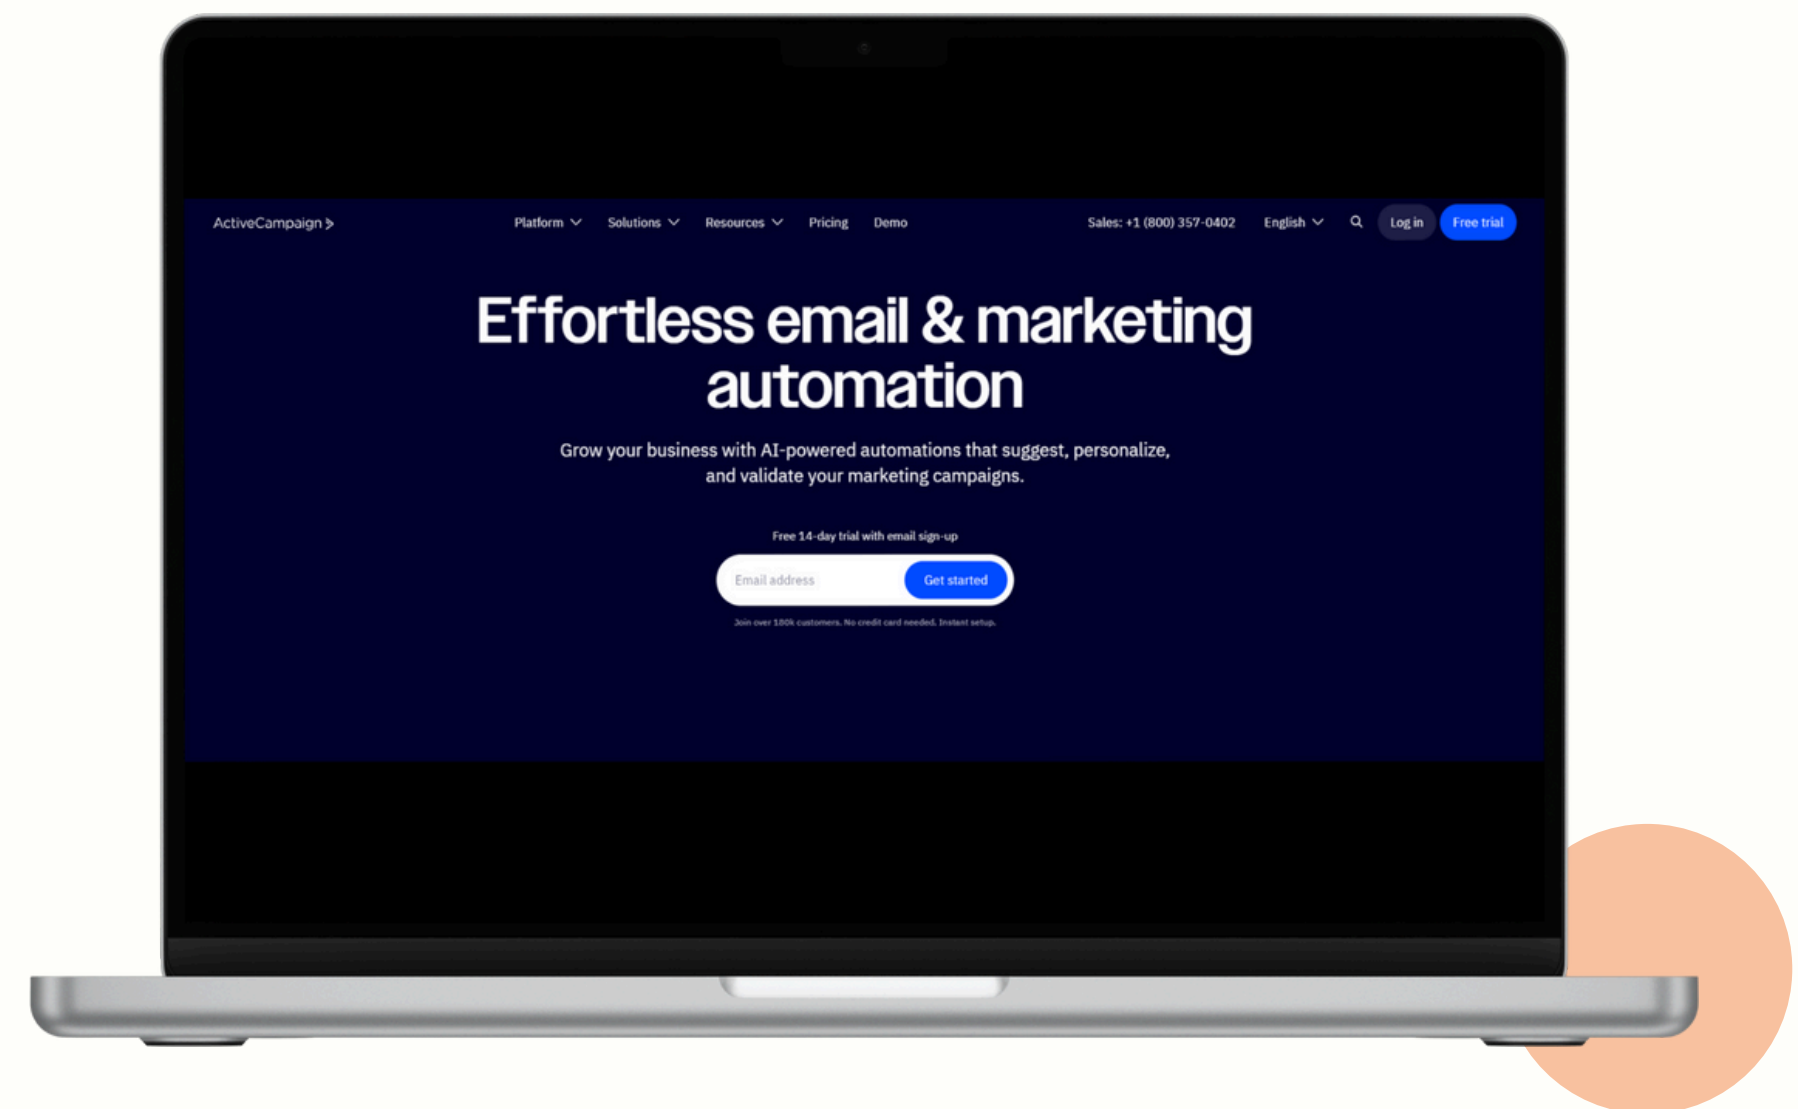 ActiveCampaign
Platform Solutions Resources Pricing Demo
Sales: +1 (800) 357-0402 English Log in Free trial
Effortless email & marketing
automation
Grow your business with AI-powered automations that suggest, personalize,
and validate your marketing campaigns.
Free 14-day trial with email sign-up
Email address Get started
Join over 180k customers. No credit card needed. Instant setup.